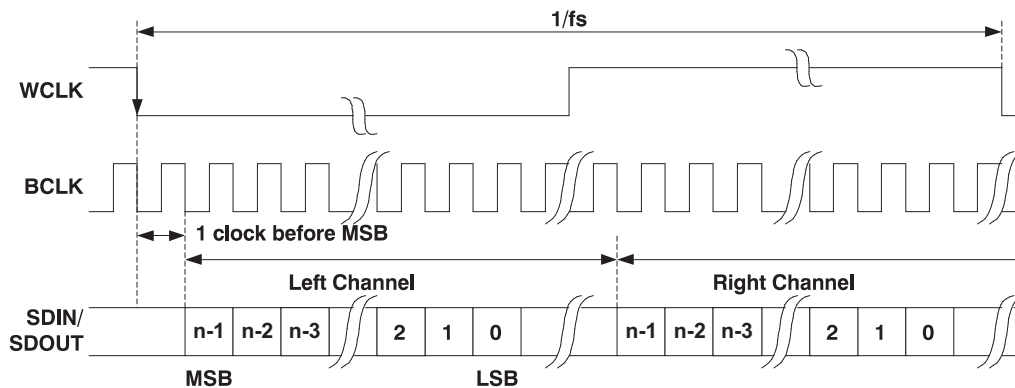 1/fs
WCLK
BCLK
1 clock before MSB
Left Channel
Right Channel
SDIN/
SDOUT
n-1 n-2 n-3 2 1 0 n-1 n-2 n-3 2 1 0
MSB LSB